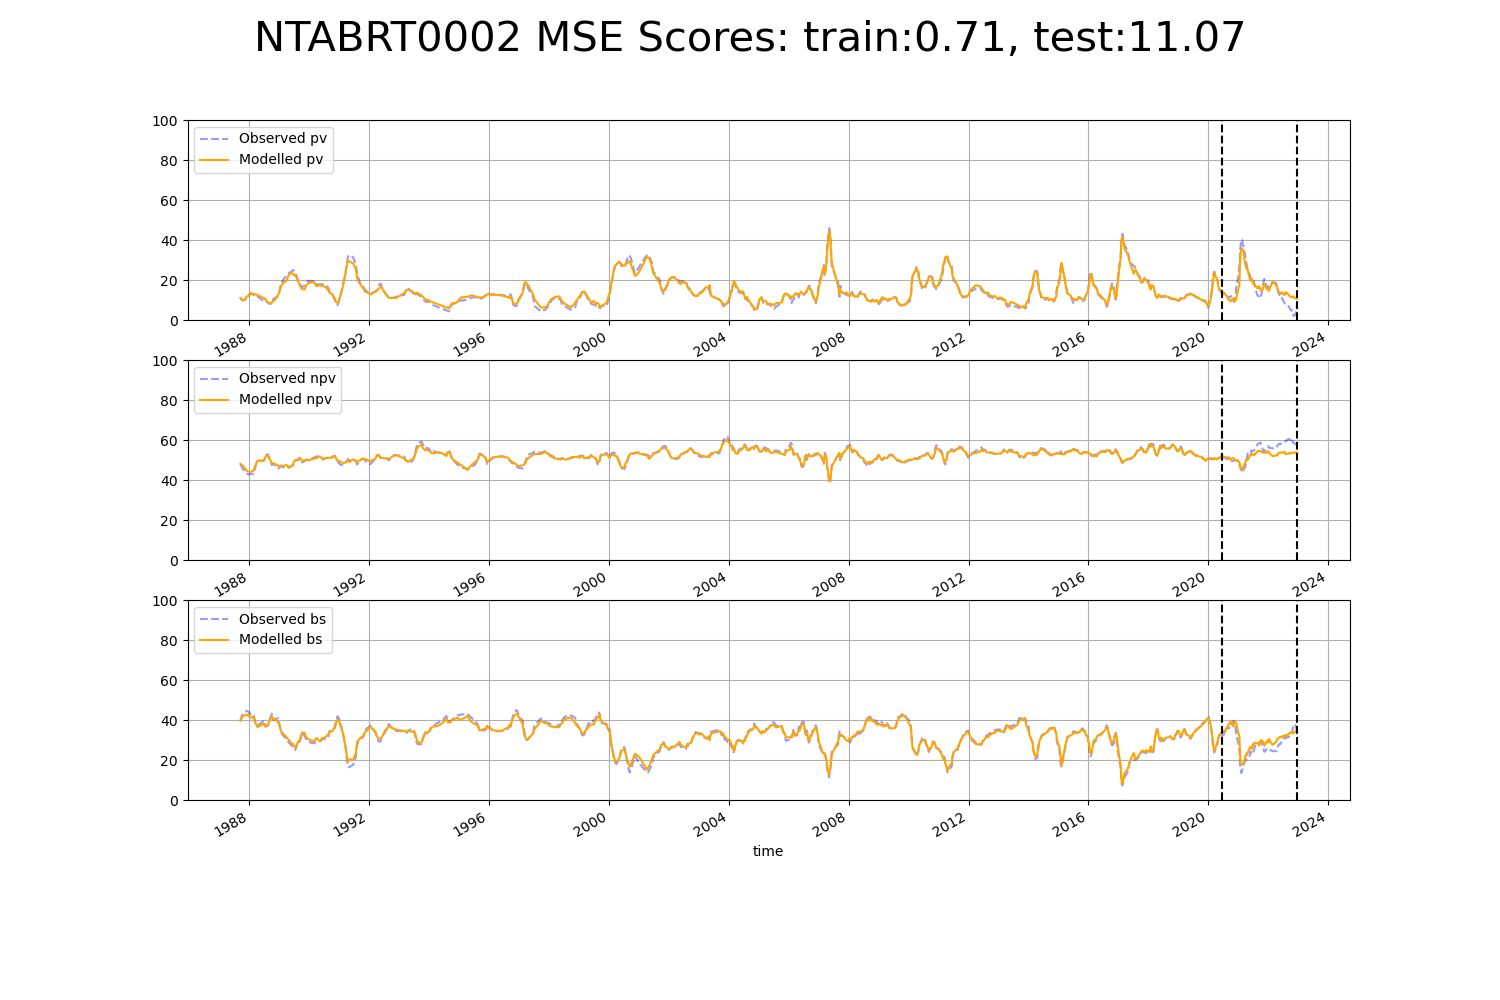 NTABRT0002 MSE Scores: train:0.71, test:11.07
100
80
60
40
20
0
Observed pv
Modelled pv
1988 1992 1996 2000 2004 2008 2012 2016 2020 2024
100
80
60
40
20
0
Observed npv
Modelled npv
1988 1992 1996 2000 2004 2008 2012 2016 2020 2024
100
80
60
40
20
0
Observed bs
Modelled bs
1988 1992 1996 2000 2004 2008 2012 2016 2020 2024
time